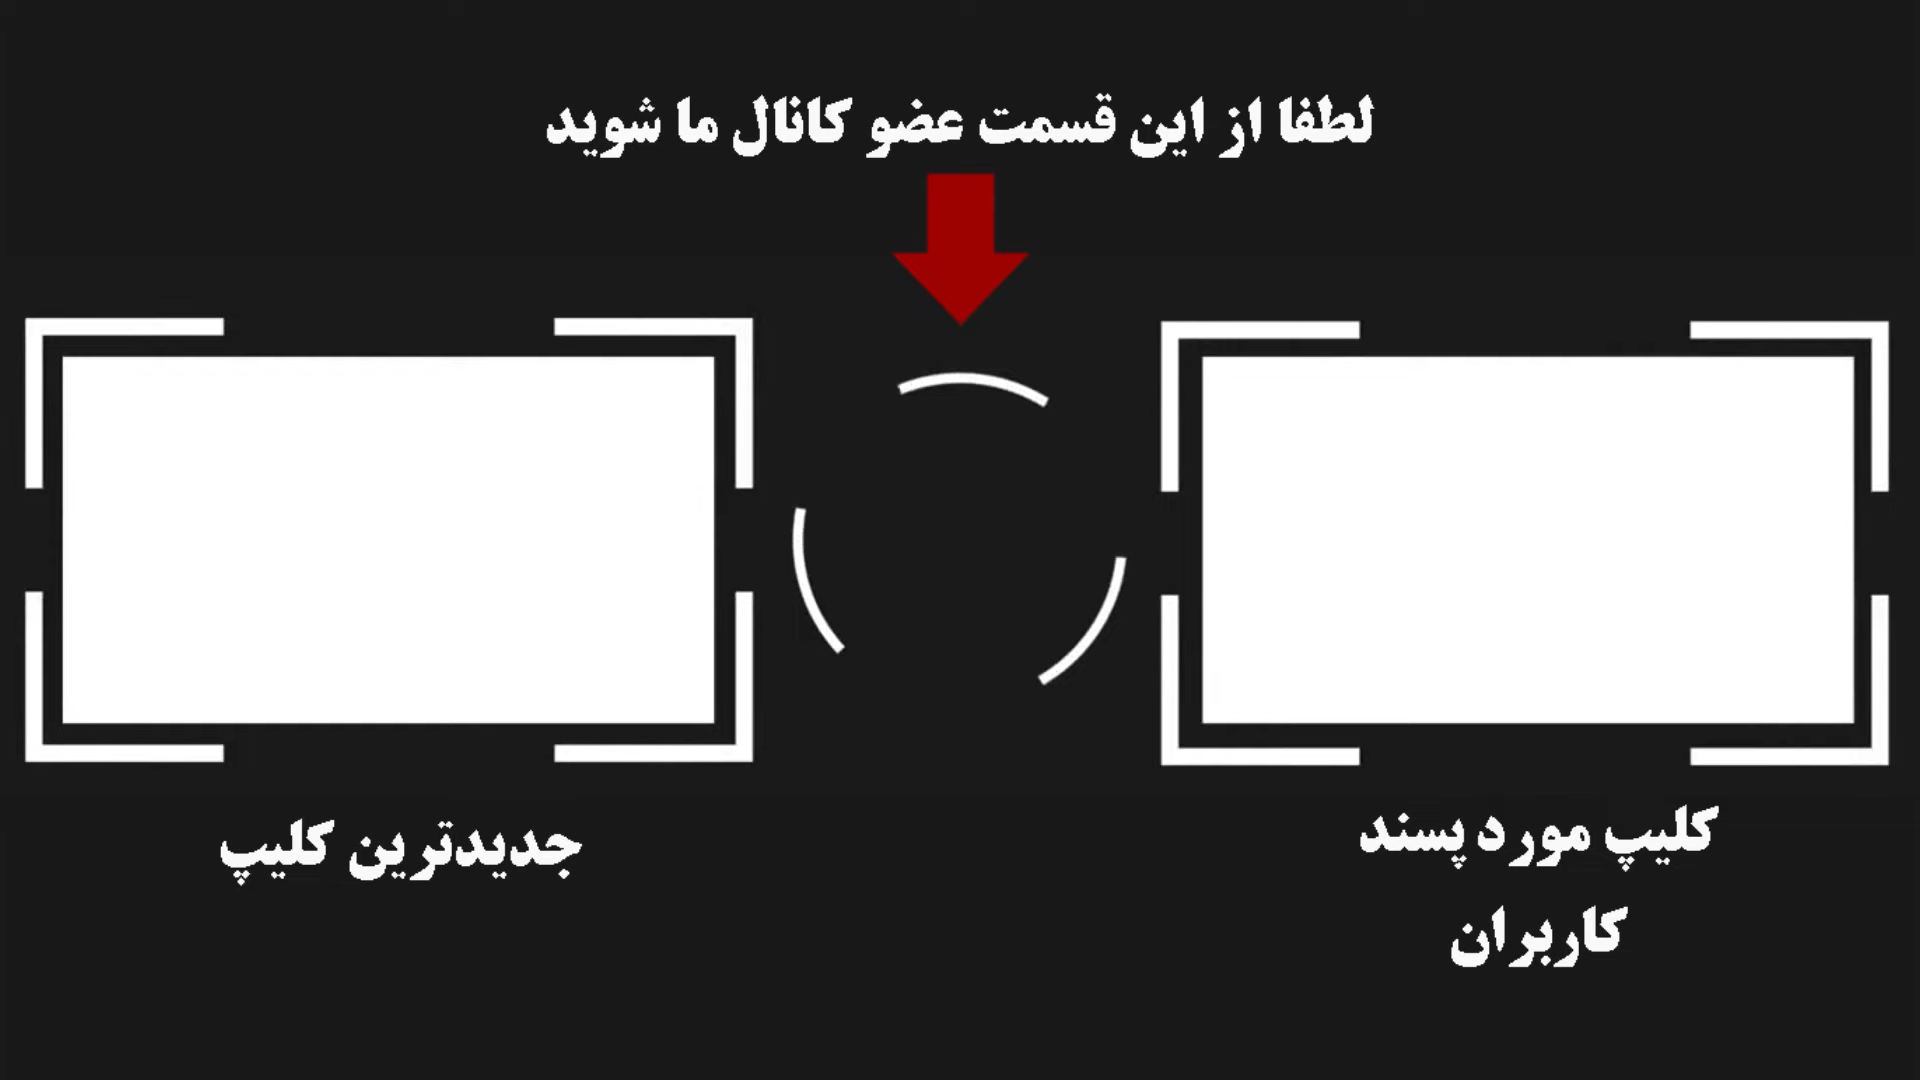 لطفا از این قسمت عضو کانال ما شوید
کلیپ مورد پسند
کاربران
جدیدترین کلیپ